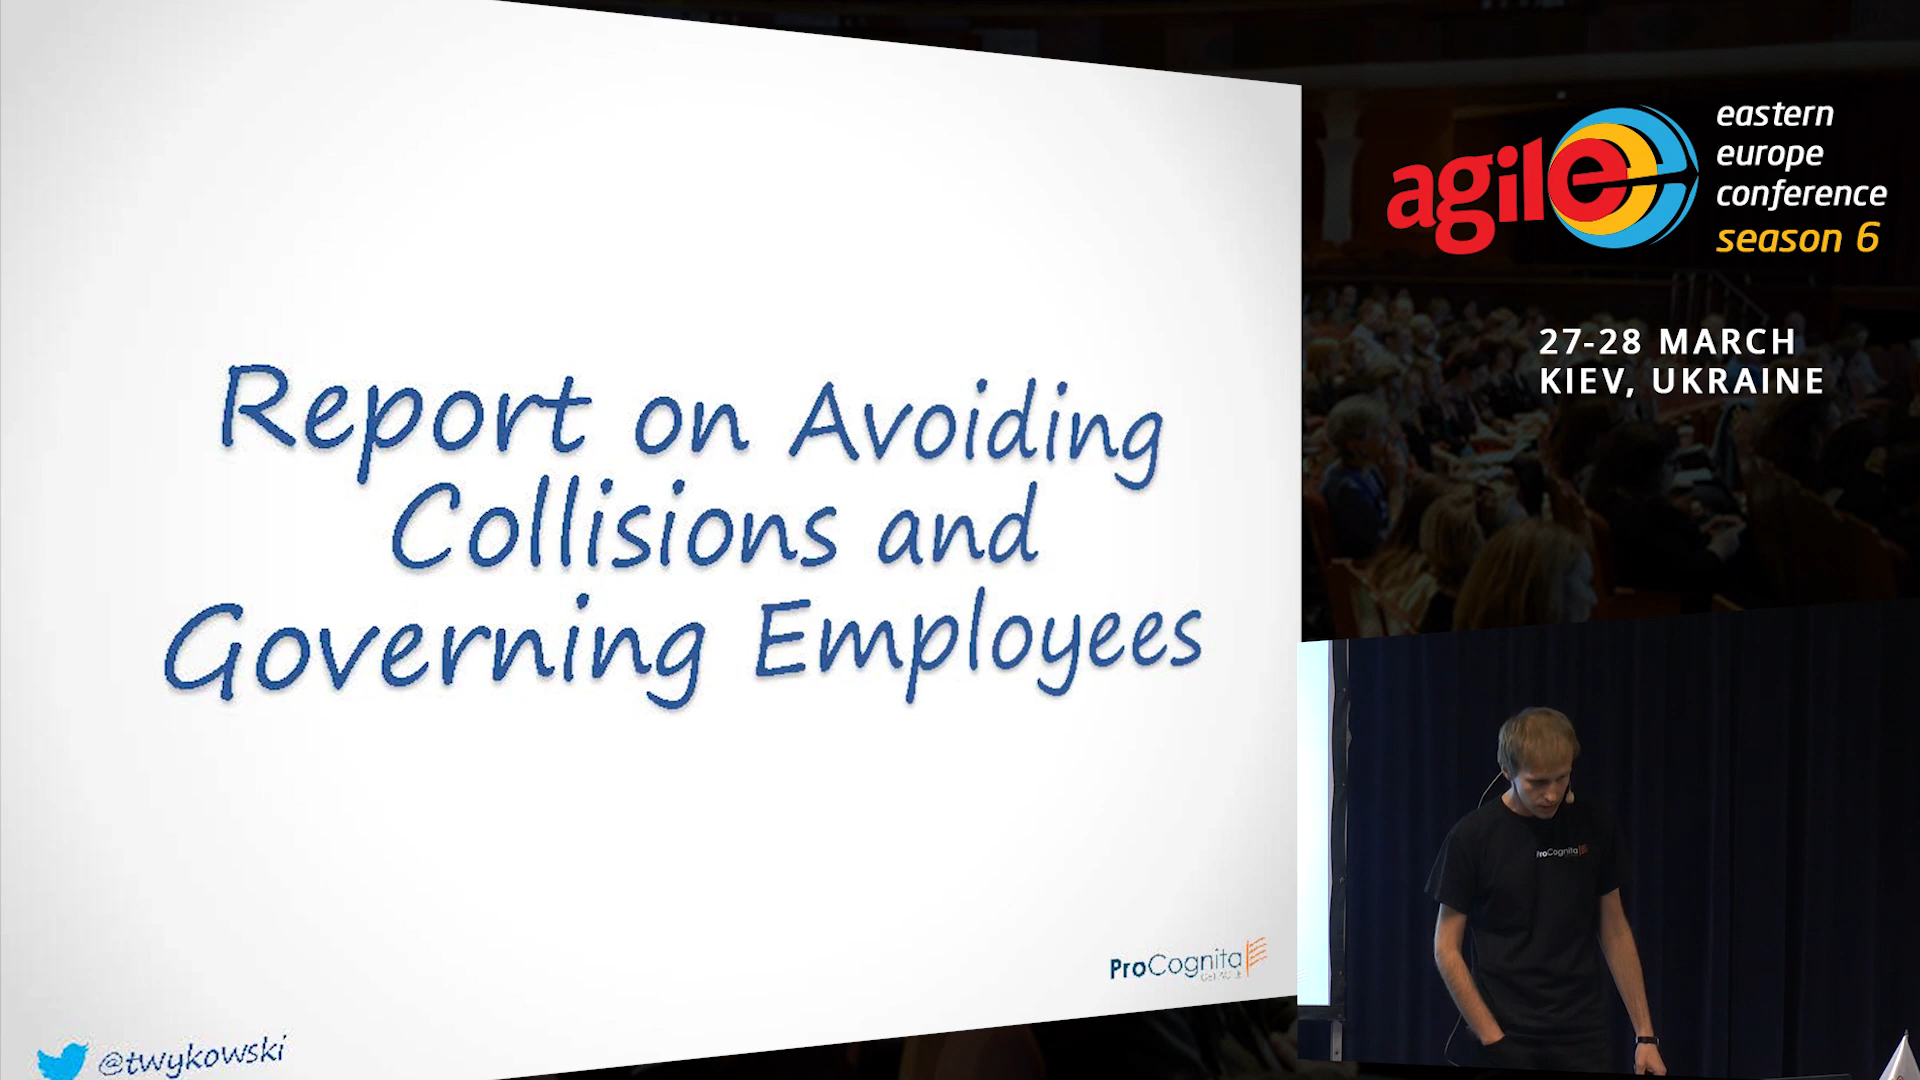 Report on Avoiding
Collisions and
Governing Employees
ProCognita
@twykowski
agile
eastern
europe
conference
season 6
27-28 MARCH
KIEV, UKRAINE
ProCognita